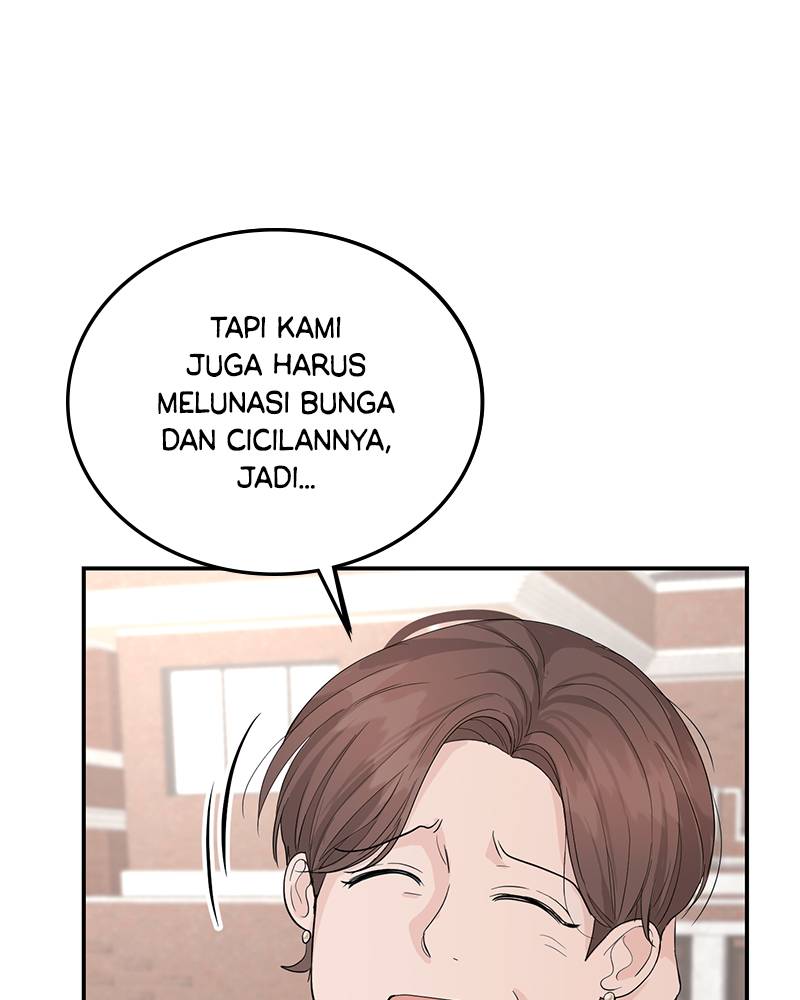 TAPI KAMI
JUGA HARUS
MELUNASI BUNGA
DAN CICILANNYA,
JADI...